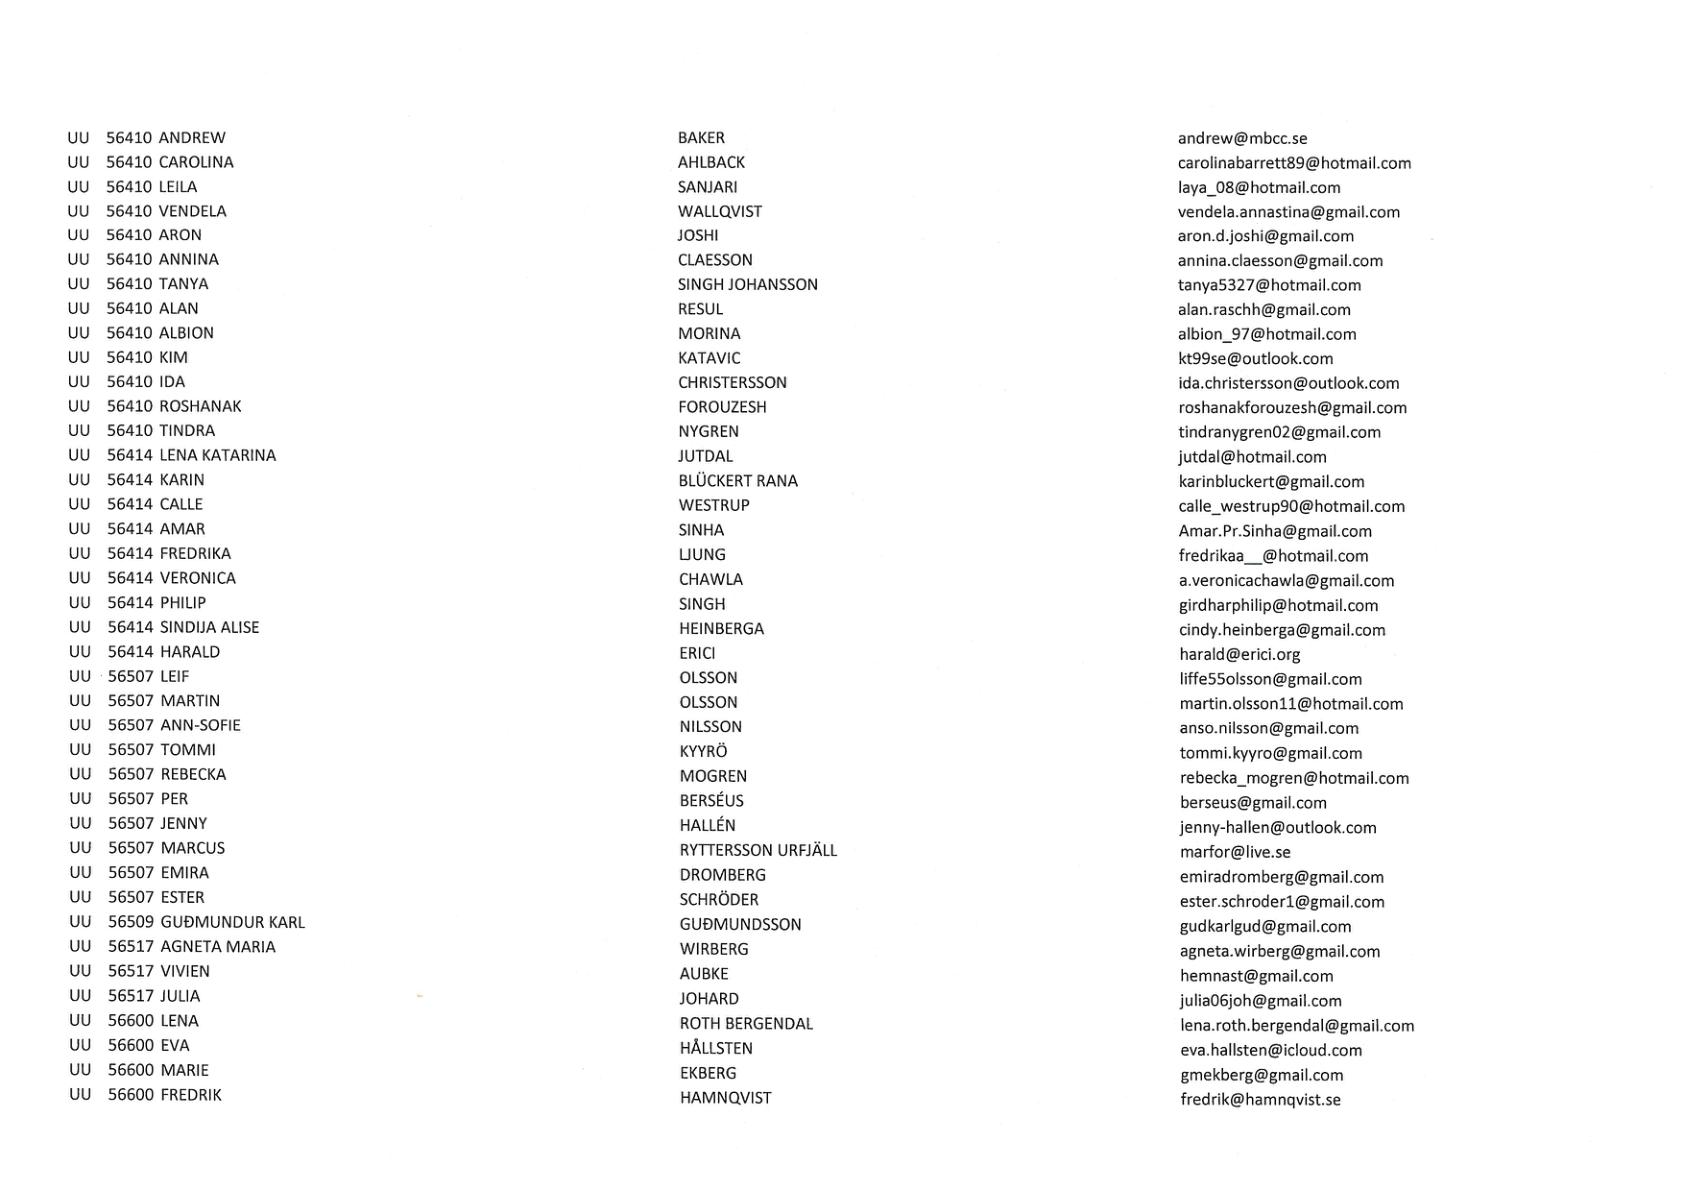 UU 56410 ANDREW BAKER andrew@mbcc.se
UU 56410 CAROLINA AHLBACK carolinabarrett89@hotmail.com
UU 56410 LEILA SANJARI laya_08@hotmail.com
UU 56410 VENDELA WALLQVIST vendela.annastina@gmail.com
UU 56410 ARON JOSHI aron.d.joshi@gmail.com
UU 56410 ANNINA CLAESSON annina.claesson@gmail.com
UU 56410 TANYA SINGH JOHANSSON tanya5327@hotmail.com
UU 56410 ALAN RESUL alan.raschh@gmail.com
UU 56410 ALBION MORINA albion_97@hotmail.com
UU 56410 KIM KATAVIC kt99se@outlook.com
UU 56410 IDA CHRISTERSSON ida.christersson@outlook.com
UU 56410 ROSHANAK FOROUZESH roshanakforouzesh@gmail.com
UU 56410 TINDRA NYGREN tindranygren02@gmail.com
UU 56414 LENA KATARINA JUTDAL jutdal@hotmail.com
UU 56414 KARIN BLÜCKERT RANA karinbluckert@gmail.com
UU 56414 CALLE WESTRUP calle_westrup90@hotmail.com
UU 56414 AMAR SINHA Amar.Pr.Sinha@gmail.com
UU 56414 FREDRIKA LJUNG fredrikaa__@hotmail.com
UU 56414 VERONICA CHAWLA a.veronicachawla@gmail.com
UU 56414 PHILIP SINGH girdharphilip@hotmail.com
UU 56414 SINDIJA ALISE HEINBERGA cindy.heinberga@gmail.com
UU 56414 HARALD ERICI harald@erici.org
UU 56507 LEIF OLSSON liffe55olsson@gmail.com
UU 56507 MARTIN OLSSON martin.olsson11@hotmail.com
UU 56507 ANN-SOFIE NILSSON anso.nilsson@gmail.com
UU 56507 TOMMI KYYRÖ tommi.kyyro@gmail.com
UU 56507 REBECKA MOGREN rebecka_mogren@hotmail.com
UU 56507 PER BERSÉUS berseus@gmail.com
UU 56507 JENNY HALLÉN jenny-hallen@outlook.com
UU 56507 MARCUS RYTTERSSON URFJÄLL marfor@live.se
UU 56507 EMIRA DROMBERG emiradromberg@gmail.com
UU 56507 ESTER SCHRÖDER ester.schroder1@gmail.com
UU 56509 GUÐMUNDUR KARL GUÐMUNDSSON gudkarlgud@gmail.com
UU 56517 AGNETA MARIA WIRBERG agneta.wirberg@gmail.com
UU 56517 VIVIEN AUBKE hemnast@gmail.com
UU 56517 JULIA JOHARD julia06joh@gmail.com
UU 56600 LENA ROTH BERGENDAL lena.roth.bergendal@gmail.com
UU 56600 EVA HÅLLSTEN eva.hallsten@icloud.com
UU 56600 MARIE EKBERG gmekberg@gmail.com
UU 56600 FREDRIK HAMNQVIST fredrik@hamnqvist.se